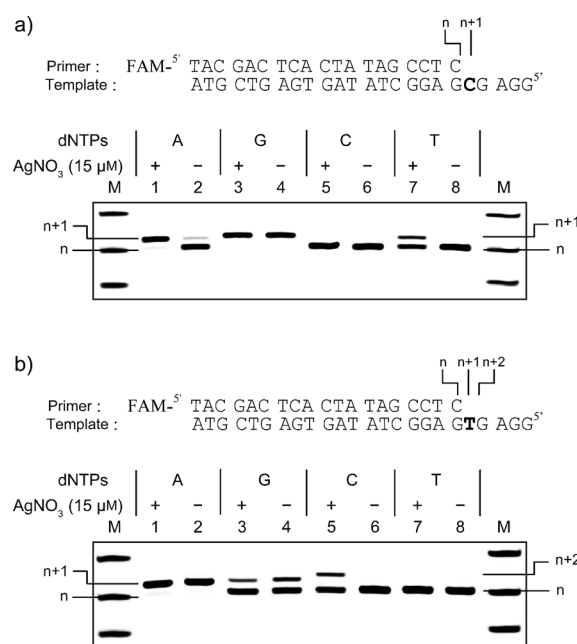 a)
n n+1
Primer : FAM-5' TAC GAC TCA CTA TAG CCT C
Template : ATG CTG AGT GAT ATC GGA GCG AGG5'
dNTPs A G C T
AgNO3 (15 µM) + − + − + − + −
M 1 2 3 4 5 6 7 8 M
n+1 n+1
n n
b)
n n+1 n+2
Primer : FAM-5' TAC GAC TCA CTA TAG CCT C
Template : ATG CTG AGT GAT ATC GGA GTG AGG5'
dNTPs A G C T
AgNO3 (15 µM) + − + − + − + −
M 1 2 3 4 5 6 7 8 M
n+1 n+2
n n